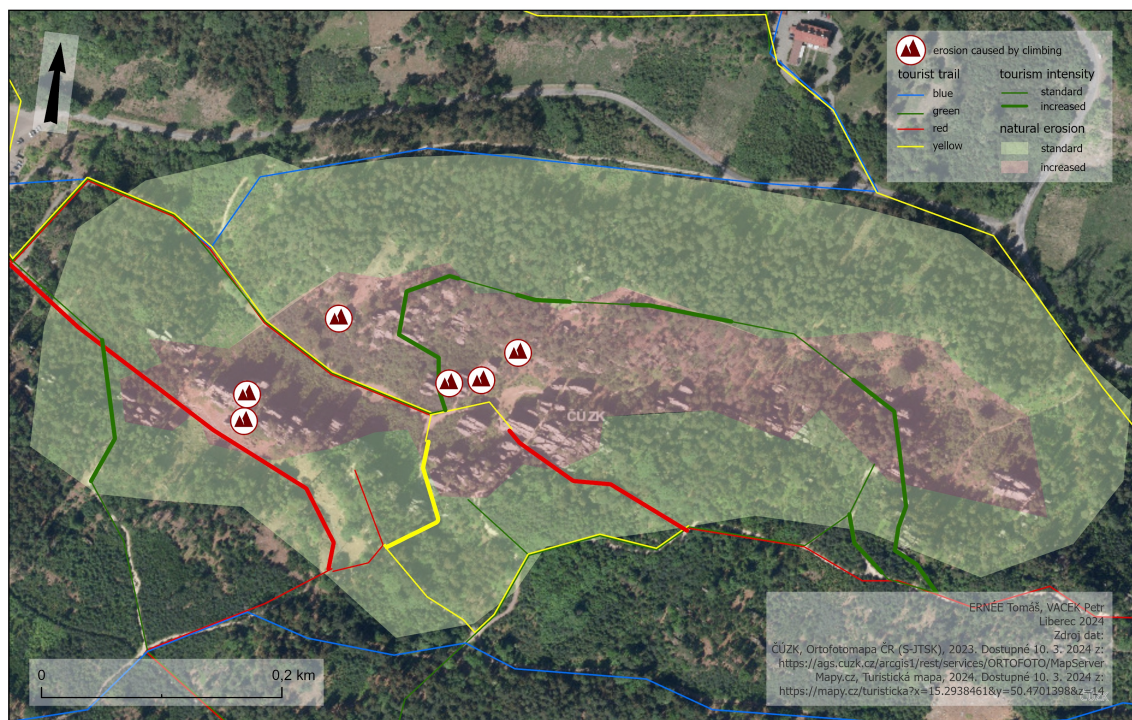 erosion caused by climbing
tourist trail
blue
green
red
yellow
tourism intensity
standard
increased
natural erosion
standard
increased
ČÚZK
0
0,2 km
ERNÉE Tomáš, VACEK Petr
Liberec 2024
Zdroj dat:
ČÚZK, Ortofotomapa ČR (S-JTSK), 2023. Dostupné 10. 3. 2024 z:
https://ags.cuzk.cz/arcgis1/rest/services/ORTOFOTO/MapServer
Mapy.cz, Turistická mapa, 2024. Dostupné 10. 3. 2024 z:
https://mapy.cz/turisticka?x=15.2938461&y=50.4701398&z=14